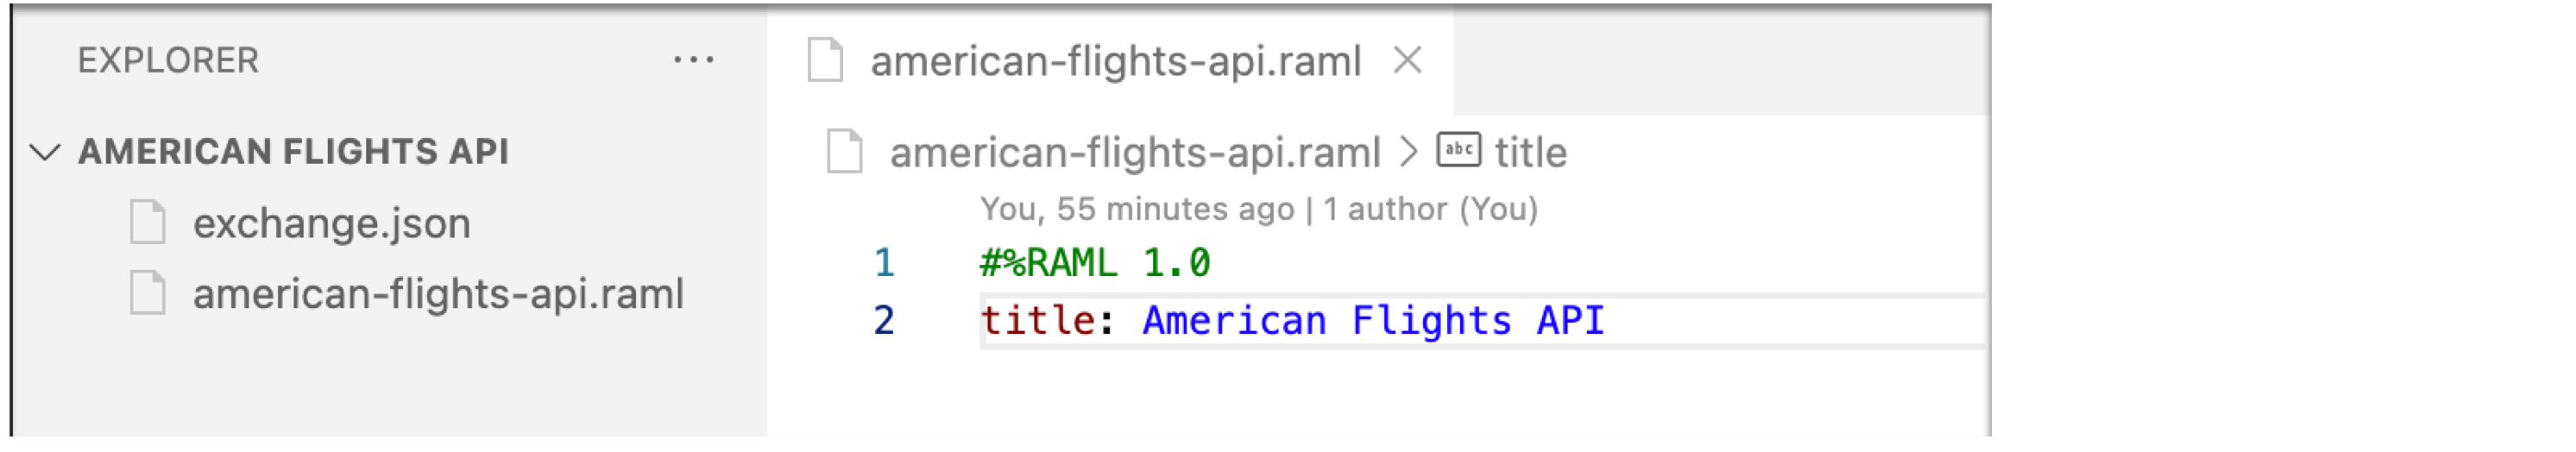 EXPLORER ...
AMERICAN FLIGHTS API
exchange.json
american-flights-api.raml
american-flights-api.raml
american-flights-api.raml > abc title
You, 55 minutes ago | 1 author (You)
1 #%RAML 1.0
2 title: American Flights API